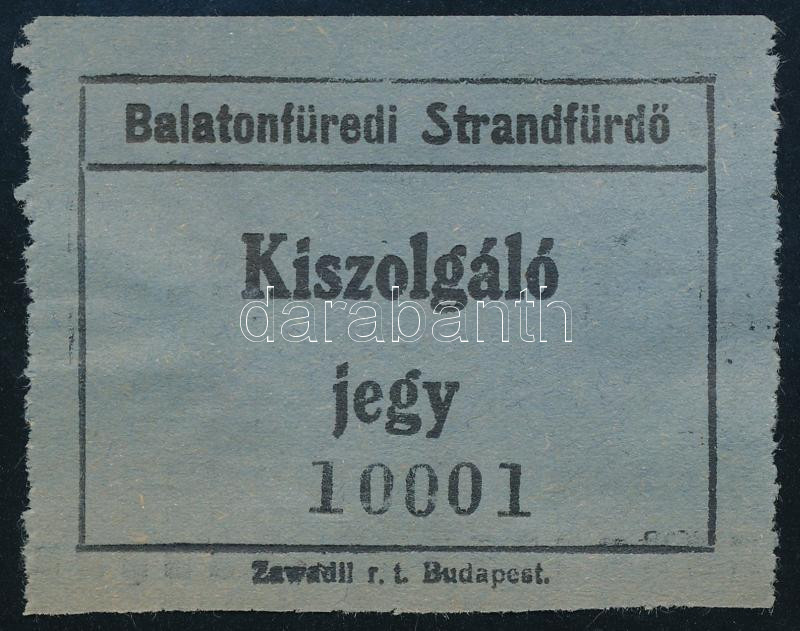 Balatonfüredi Strandfürdő
Kiszolgáló
darabanth
jegy
10001
Zawadil r. t. Budapest.